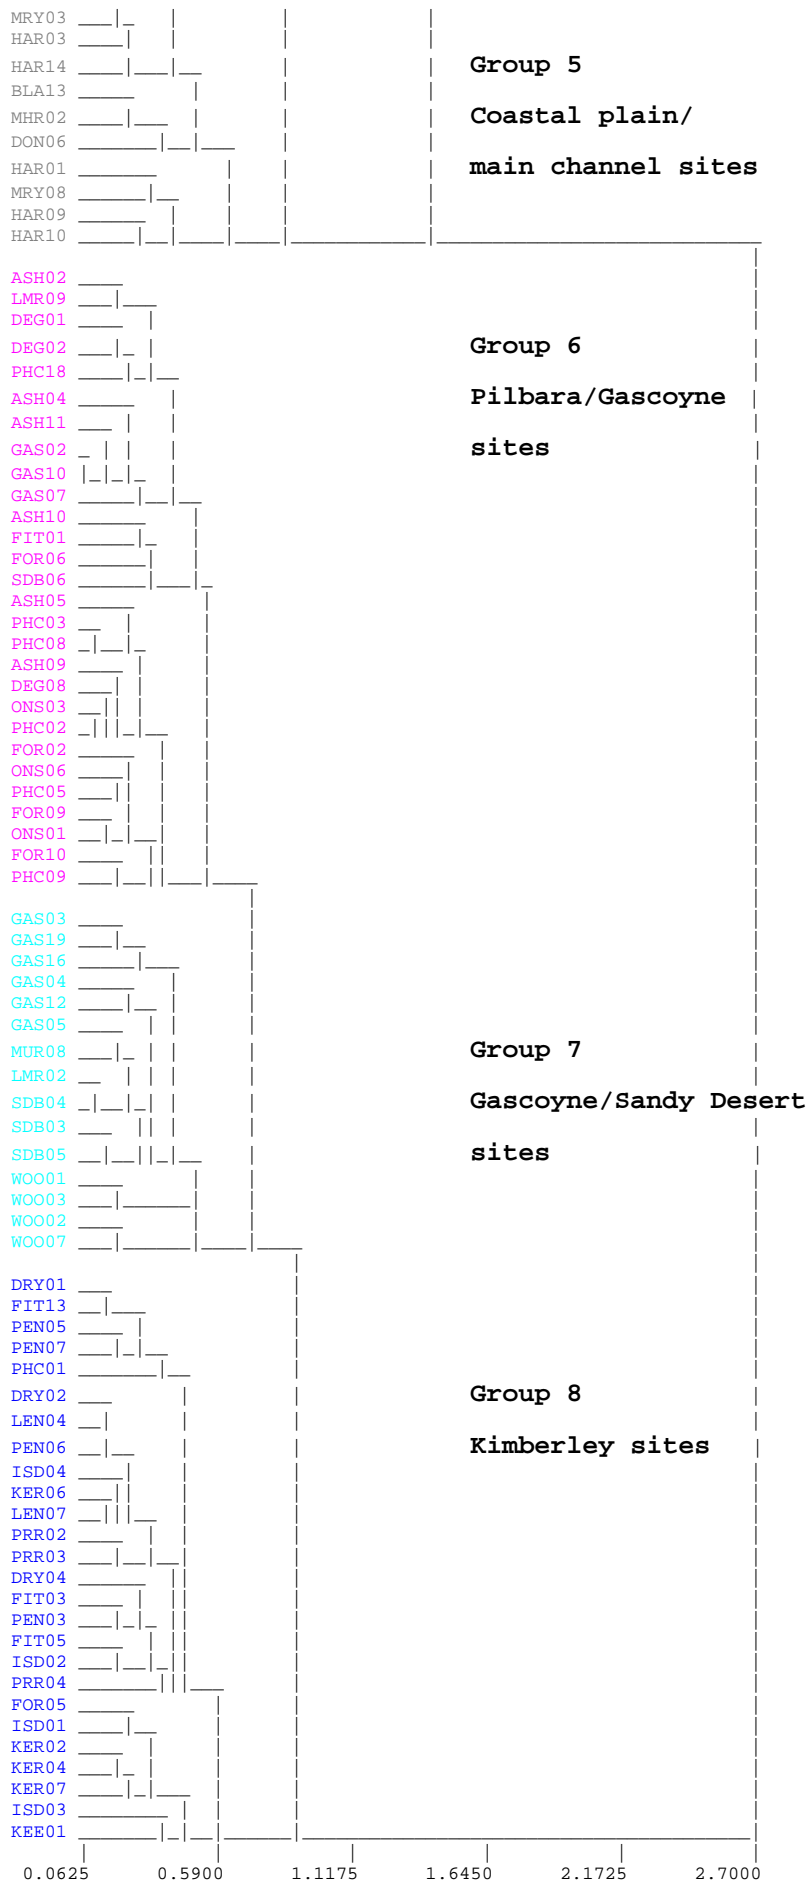 MRY03
HAR03
HAR14 Group 5
BLA13
MHR02 Coastal plain/
DON06
HAR01 main channel sites
MRY08
HAR09
HAR10
ASH02
LMR09
DEG01
DEG02 Group 6
PHC18
ASH04 Pilbara/Gascoyne
ASH11
GAS02 sites
GAS10
GAS07
ASH10
FIT01
FOR06
SDB06
ASH05
PHC03
PHC08
ASH09
DEG08
ONS03
PHC02
FOR02
ONS06
PHC05
FOR09
ONS01
FOR10
PHC09
GAS03
GAS19
GAS16
GAS04
GAS12
GAS05
MUR08 Group 7
LMR02
SDB04 Gascoyne/Sandy Desert
SDB03
SDB05 sites
WOO01
WOO03
WOO02
WOO07
DRY01
FIT13
PEN05
PEN07
PHC01
DRY02 Group 8
LEN04
PEN06 Kimberley sites
ISD04
KER06
LEN07
PRR02
PRR03
DRY04
FIT03
PEN03
FIT05
ISD02
PRR04
FOR05
ISD01
KER02
KER04
KER07
ISD03
KEE01
0.0625 0.5900 1.1175 1.6450 2.1725 2.7000